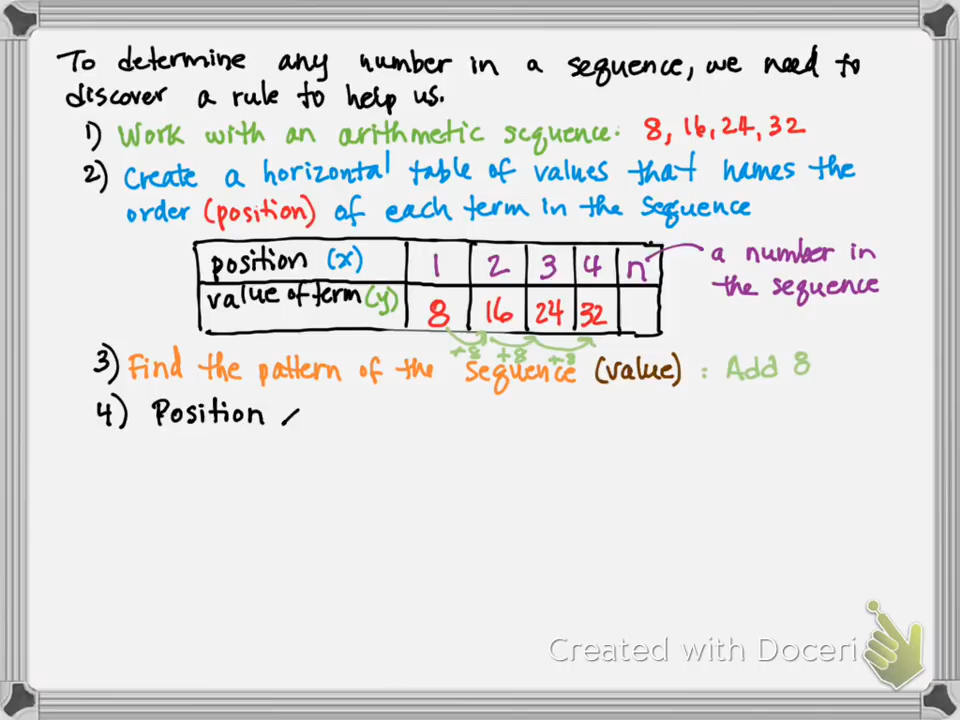 To determine any number in a sequence, we need to
discover a rule to help us.
1) Work with an arithmetic sequence: 8, 16, 24, 32
2) Create a horizontal table of values that names the
order (position) of each term in the sequence
position (x) 1 2 3 4 n
a number in
the sequence
value of term (y) 8 16 24 32
+8 +8 +8
3) Find the pattern of the sequence (value) : Add 8
4) Position
Created with Doceri